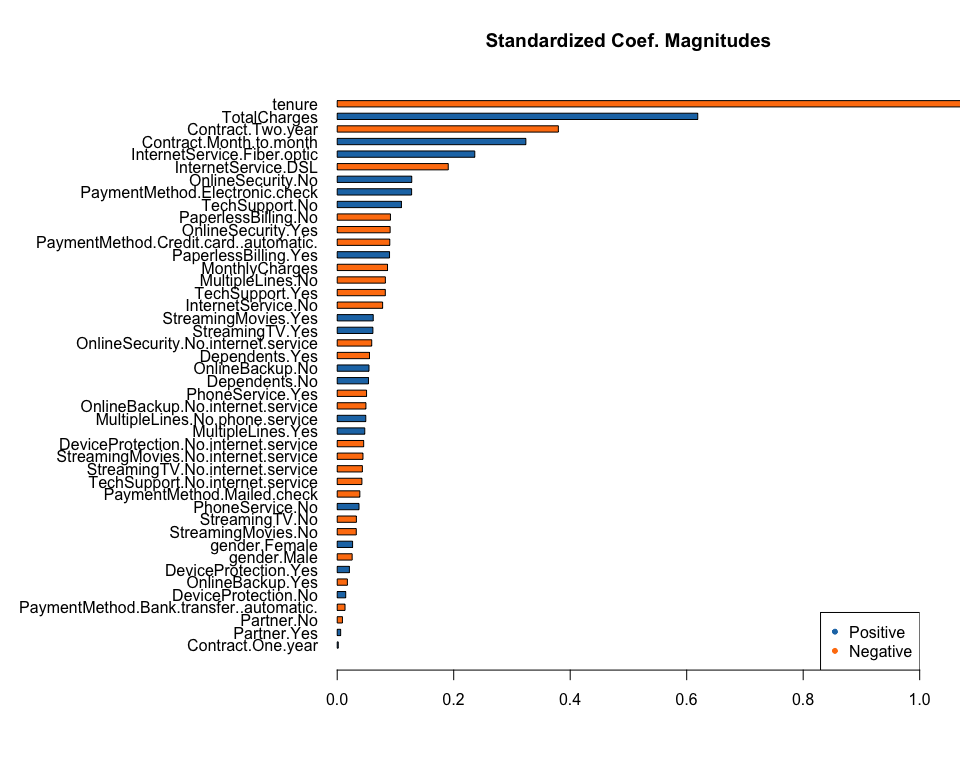 Standardized Coef. Magnitudes
tenure
TotalCharges
Contract.Two.year
Contract.Month.to.month
InternetService.Fiber.optic
InternetService.DSL
OnlineSecurity.No
PaymentMethod.Electronic.check
TechSupport.No
PaperlessBilling.No
OnlineSecurity.Yes
PaymentMethod.Credit.card..automatic.
PaperlessBilling.Yes
MonthlyCharges
MultipleLines.No
TechSupport.Yes
InternetService.No
StreamingMovies.Yes
StreamingTV.Yes
OnlineSecurity.No.internet.service
Dependents.Yes
OnlineBackup.No
Dependents.No
PhoneService.Yes
OnlineBackup.No.internet.service
MultipleLines.No.phone.service
MultipleLines.Yes
DeviceProtection.No.internet.service
StreamingMovies.No.internet.service
StreamingTV.No.internet.service
TechSupport.No.internet.service
PaymentMethod.Mailed.check
PhoneService.No
StreamingTV.No
StreamingMovies.No
gender.Female
gender.Male
DeviceProtection.Yes
OnlineBackup.Yes
DeviceProtection.No
PaymentMethod.Bank.transfer..automatic.
Partner.No
Partner.Yes
Contract.One.year
Positive
Negative
0.0 0.2 0.4 0.6 0.8 1.0